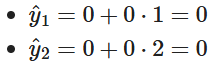 • ŷ₁ = 0 + 0 · 1 = 0
• ŷ₂ = 0 + 0 · 2 = 0